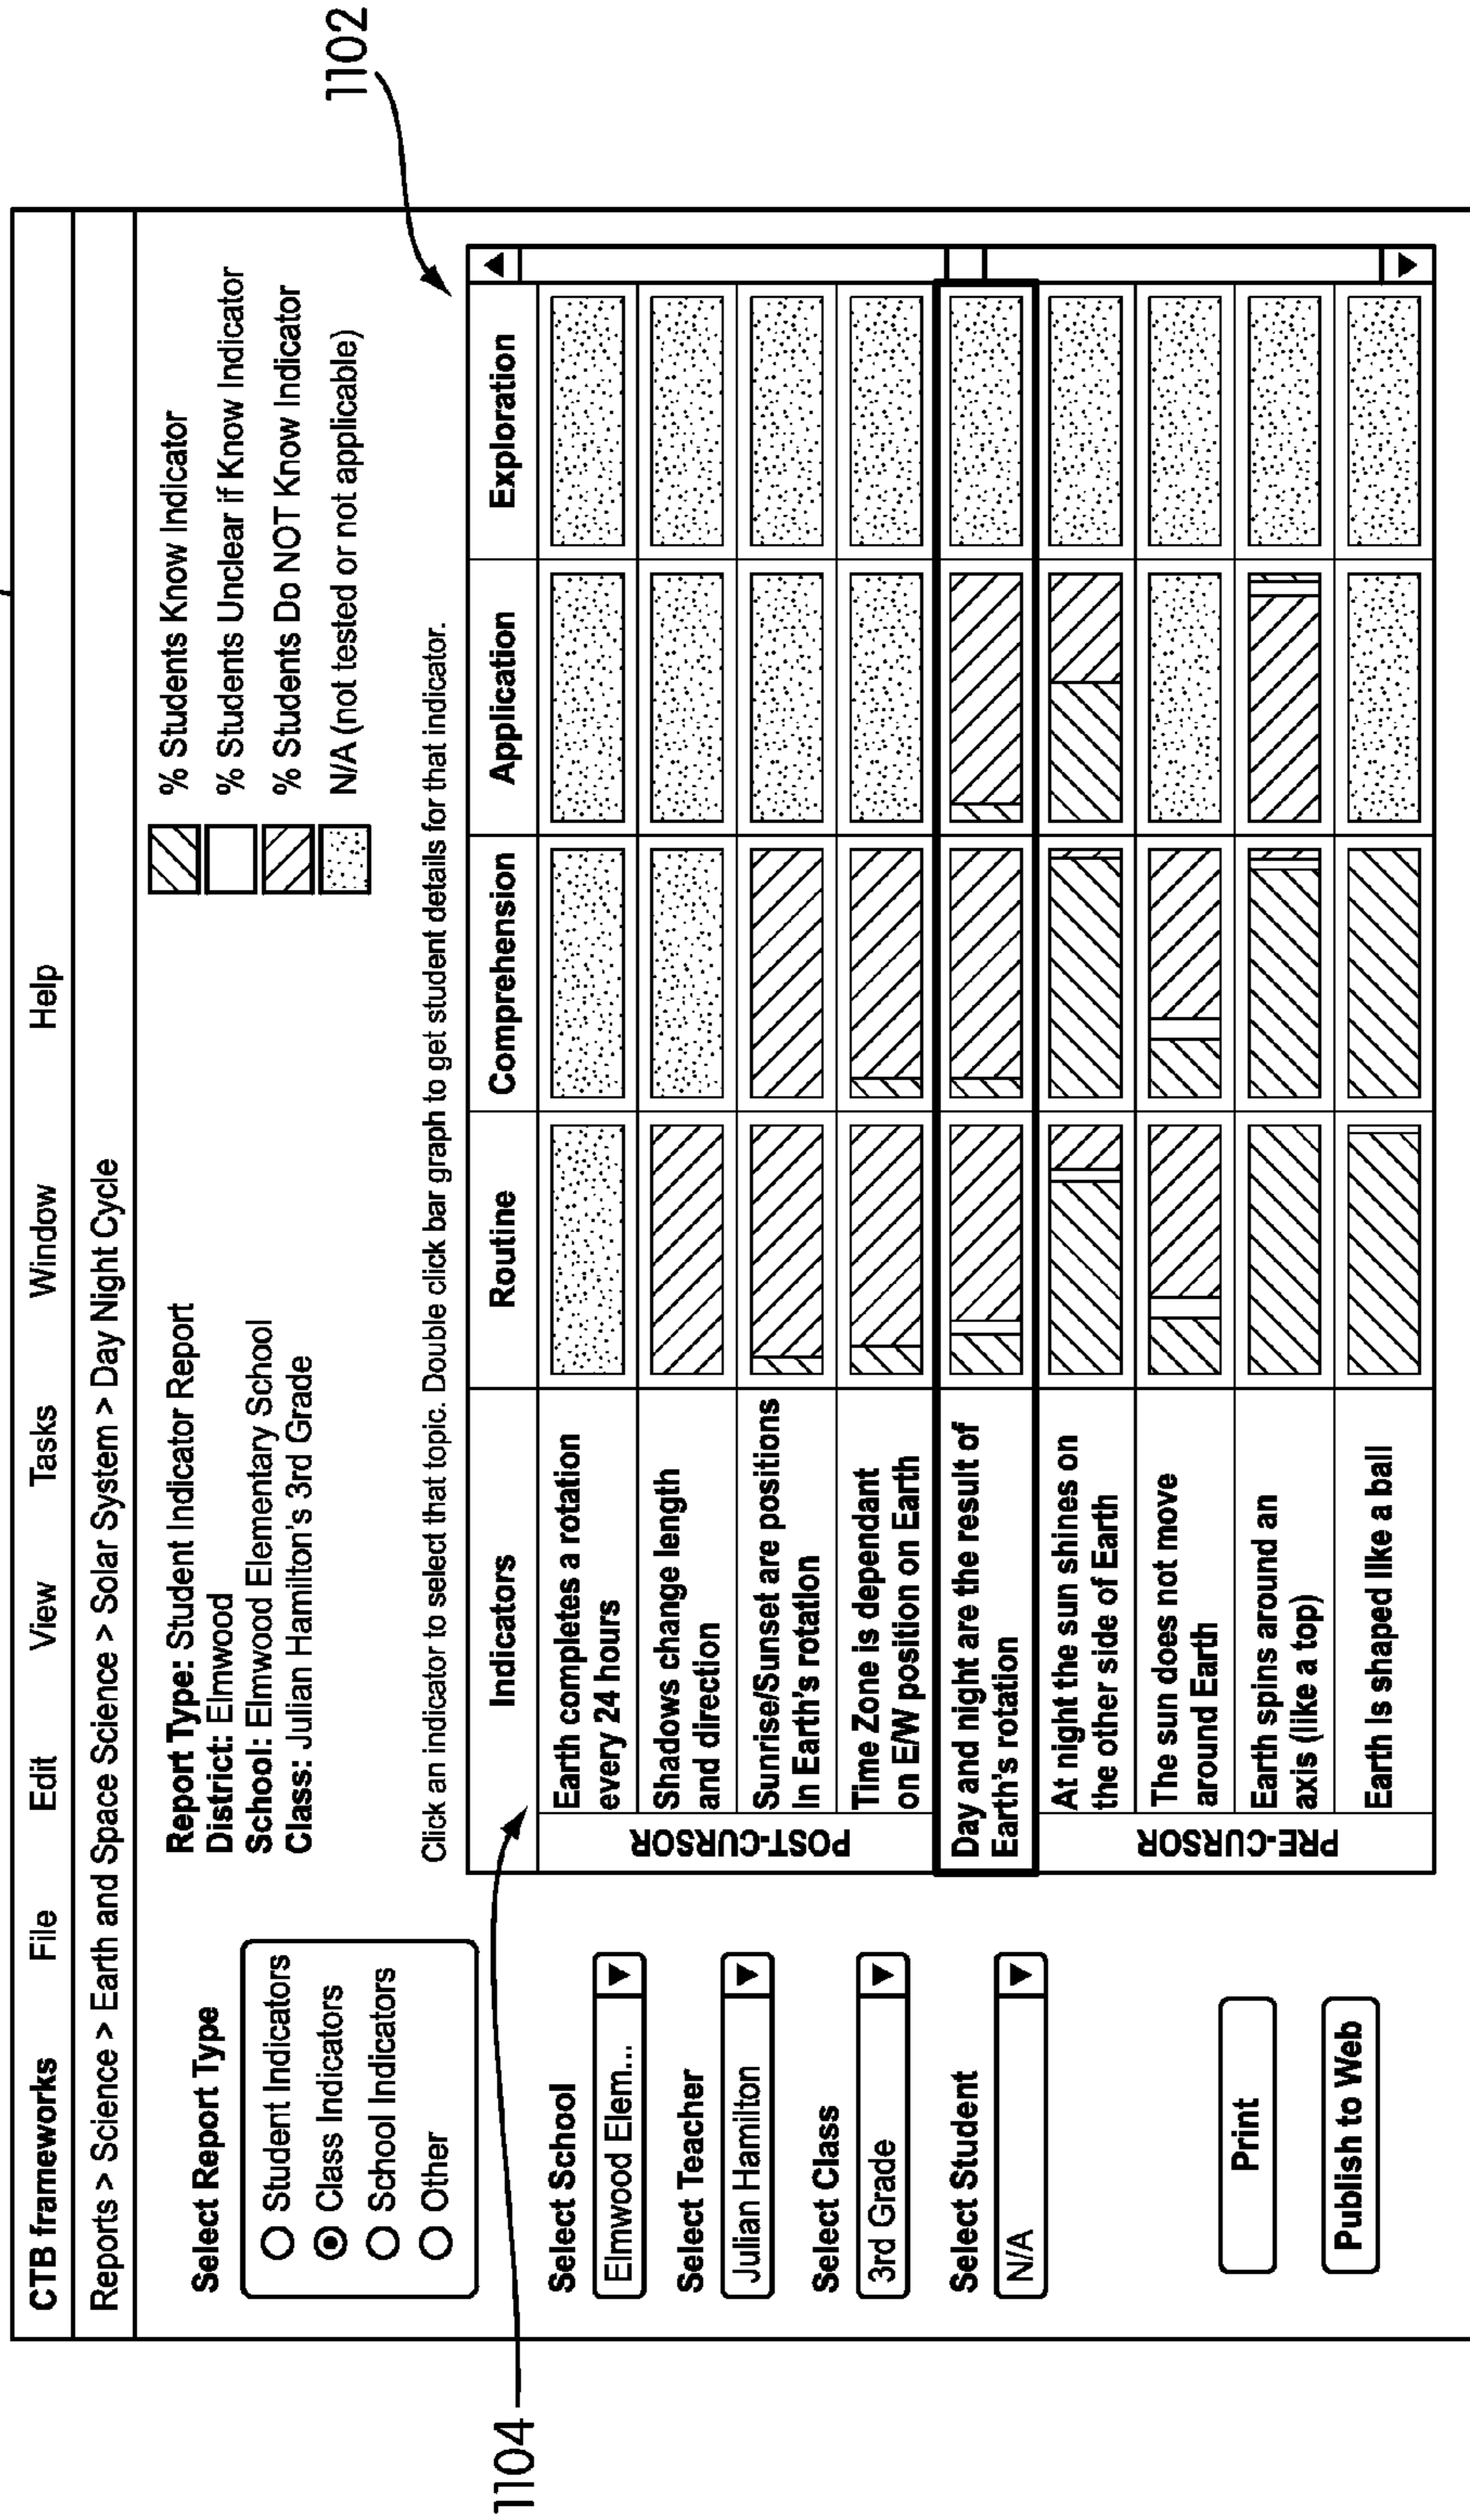 CTB frameworks File Edit View Tasks Window Help
Reports > Science > Earth and Space Science > Solar System > Day Night Cycle
Select Report Type
Student Indicators
Class Indicators
School Indicators
Other
Select School
Elmwood Elem...
Select Teacher
Julian Hamilton
Select Class
3rd Grade
Select Student
N/A
Print
Publish to Web
Report Type: Student Indicator Report
District: Elmwood
School: Elmwood Elementary School
Class: Julian Hamilton's 3rd Grade
% Students Know Indicator
% Students Unclear if Know Indicator
% Students Do NOT Know Indicator
N/A (not tested or not applicable)
Click an indicator to select that topic. Double click bar graph to get student details for that indicator.
Indicators Routine Comprehension Application Exploration
POST-CURSOR
Earth completes a rotation
every 24 hours
Shadows change length
and direction
Sunrise/Sunset are positions
In Earth's rotation
Time Zone is dependant
on E/W position on Earth
Day and night are the result of
Earth's rotation
PRE-CURSOR
At night the sun shines on
the other side of Earth
The sun does not move
around Earth
Earth spins around an
axis (like a top)
Earth Is shaped like a ball
1102
1104